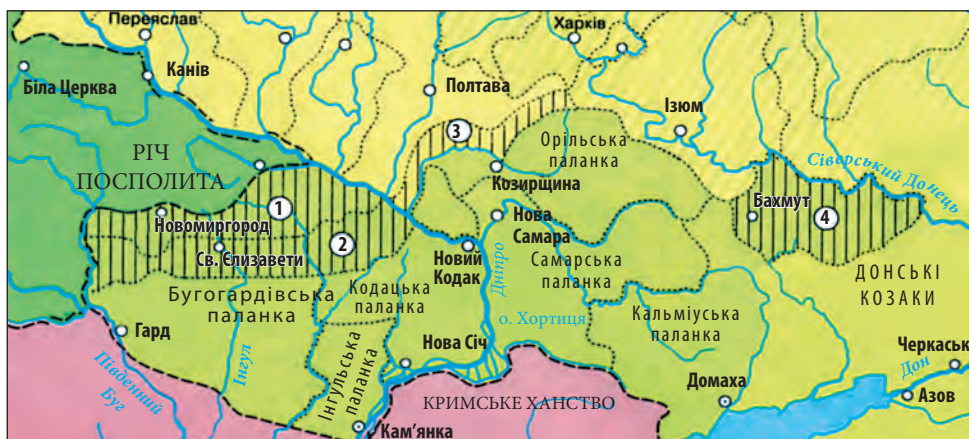 Переяслав
Харків
Канів
Біла Церква
Полтава
Ізюм
РІЧ
ПОСПОЛИТА
3
Орільська
паланка
Козирщина
Сіверський Донець
Бахмут
4
1
Новомиргород
2
Св. Єлизавети
Нова
Самара
Новий
Кодак
Дніпро
Самарська
паланка
ДОНСЬКІ
КОЗАКИ
Бугогардівська
паланка
Кодацька
паланка
о. Хортиця
Кальміуська
паланка
Гард
Південний
Буг
Інгул
Інгульська
паланка
Нова Січ
Черкаськ
Дон
Домаха
Азов
КРИМСЬКЕ ХАНСТВО
Кам'янка